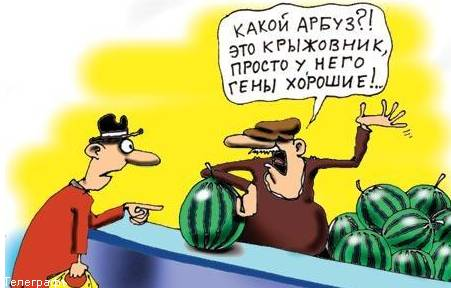 КАКОЙ АРБУЗ?!
ЭТО КРЫЖОВНИК,
ПРОСТО У НЕГО
ГЕНЫ ХОРОШИЕ!..
Телеграф